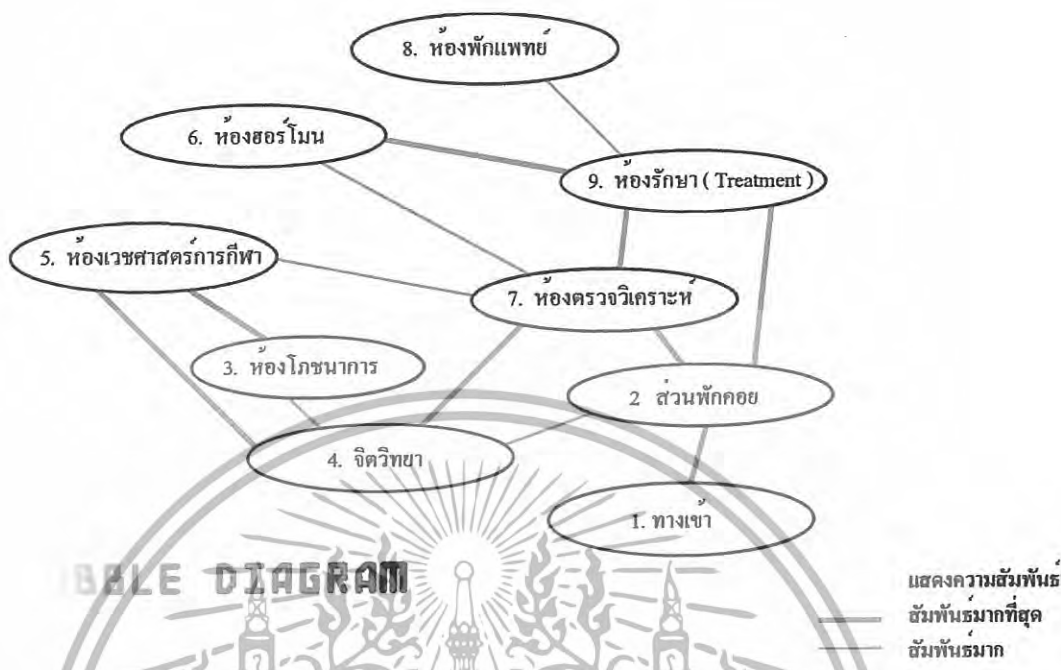 8. ห้องพักแพทย์
6. ห้องฮอร์โมน
9. ห้องรักษา ( Treatment )
5. ห้องเวชศาสตร์การกีฬา
7. ห้องตรวจวิเคราะห์
3. ห้องโภชนาการ
2 ส่วนพักคอย
4. จิตวิทยา
1. ทางเข้า
BBLE DIAGRAM
แสดงความสัมพันธ์
สัมพันธ์มากที่สุด
สัมพันธ์มาก